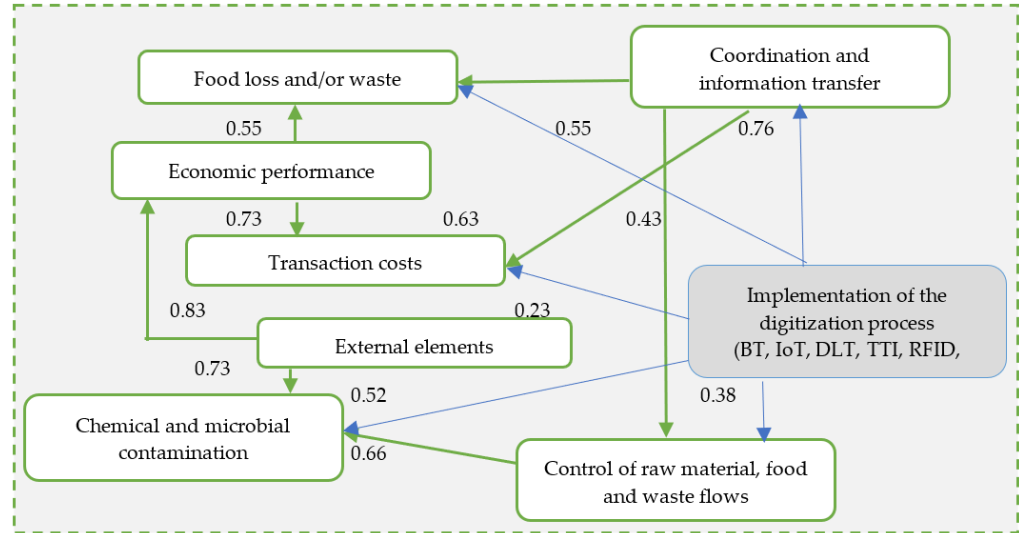 Coordination and
information transfer
Food loss and/or waste
0.55
0.55
0.76
Economic performance
0.73
0.63
0.43
Transaction costs
Implementation of the
digitization process
(BT, IoT, DLT, TTI, RFID,
0.83
0.23
External elements
0.73
0.52
0.38
Chemical and microbial
contamination
0.66
Control of raw material, food
and waste flows